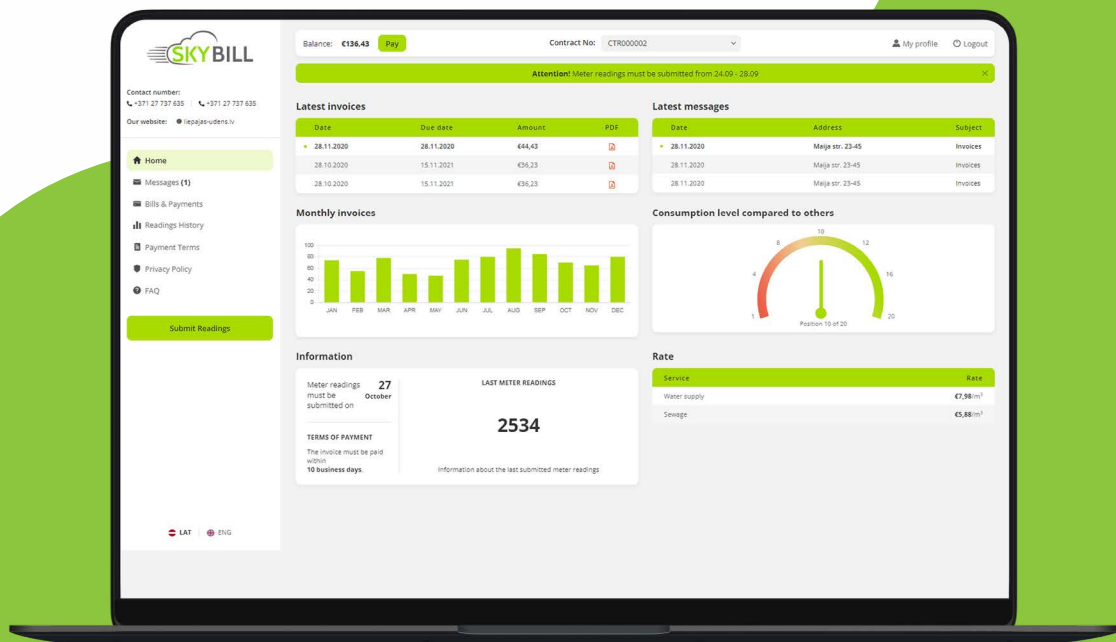 SKYBILL
Contact number:
+371 27 737 635 +371 27 737 635
Our website: liepajas-udens.lv
Home
Messages (1)
Bills & Payments
Readings History
Payment Terms
Privacy Policy
FAQ
Submit Readings
LAT ENG
Balance: €136.43 Pay Contract No: CTR000002 My profile Logout
Attention! Meter readings must be submitted from 24.09 - 28.09
Latest invoices
Date Due date Amount PDF
28.11.2020 28.11.2020 €44,43
28.10.2020 15.11.2021 €36,23
28.10.2020 15.11.2021 €36,23
Latest messages
Date Address Subject
28.11.2020 Maija str. 23-45 Invoices
28.11.2020 Maija str. 23-45 Invoices
28.11.2020 Maija str. 23-45 Invoices
Monthly invoices
100
80
60
40
20
0
JAN FEB MAR APR MAY JUN JUL AUG SEP OCT NOV DEC
Consumption level compared to others
10
8 12
4 16
1 20
Position 10 of 20
Information
Meter readings must be submitted on
27
October
TERMS OF PAYMENT
The invoice must be paid
within
10 business days.
LAST METER READINGS
2534
Information about the last submitted meter readings
Rate
Service Rate
Water supply €7,98/m³
Sewage €5,88/m³